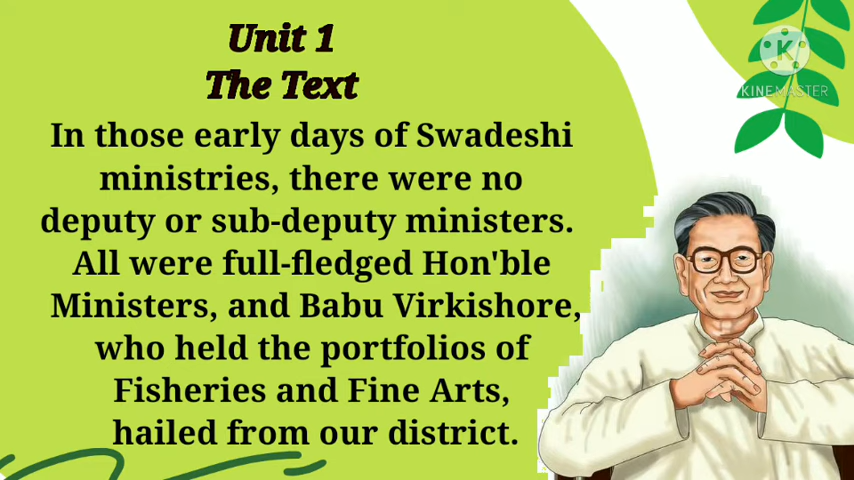 Unit 1
The Text
In those early days of Swadeshi
ministries, there were no
deputy or sub-deputy ministers.
All were full-fledged Hon'ble
Ministers, and Babu Virkishore,
who held the portfolios of
Fisheries and Fine Arts,
hailed from our district.
K
KINEMASTER